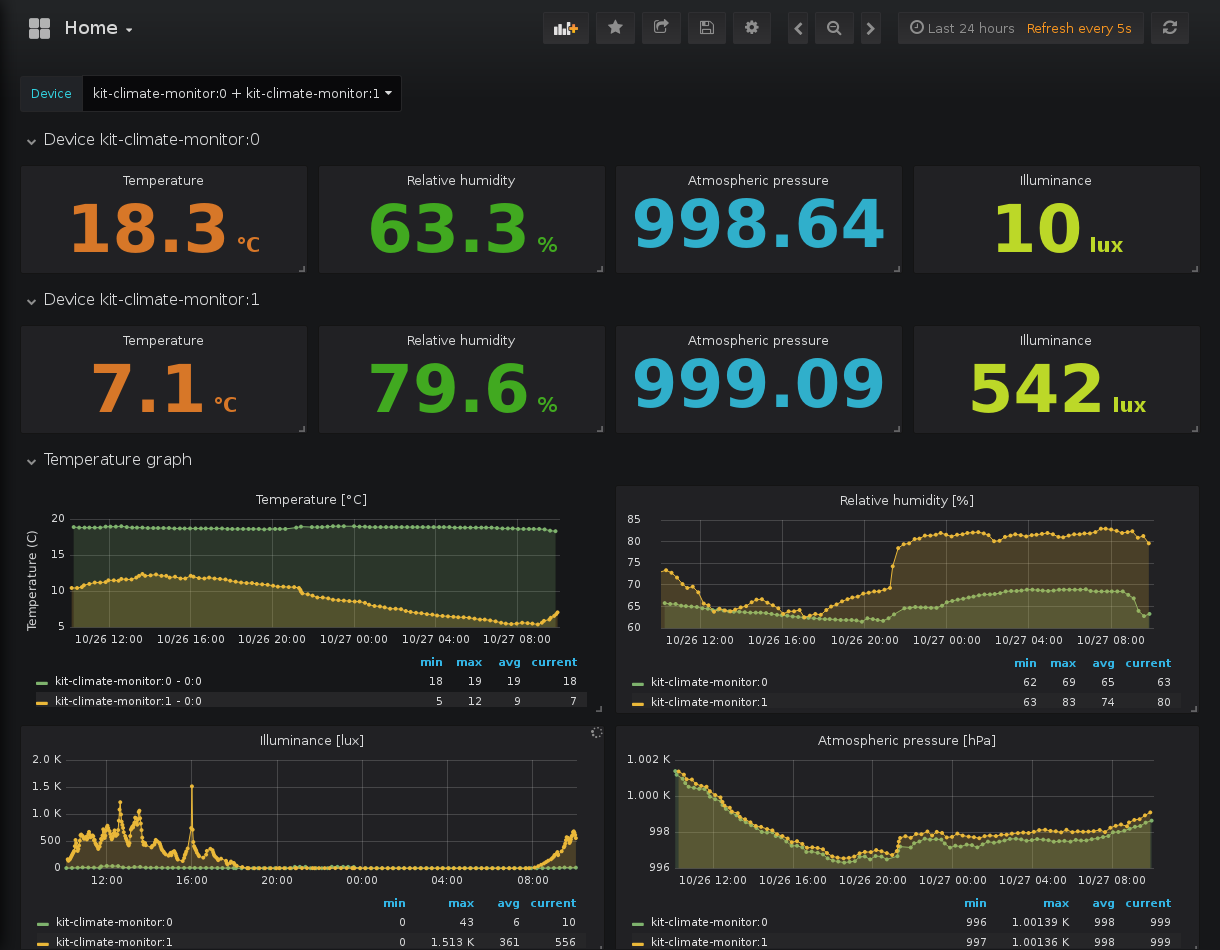 Home
Last 24 hours Refresh every 5s
Device kit-climate-monitor:0 + kit-climate-monitor:1
Device kit-climate-monitor:0
Temperature Relative humidity Atmospheric pressure Illuminance
18.3 °C 63.3 % 998.64 10 lux
Device kit-climate-monitor:1
Temperature Relative humidity Atmospheric pressure Illuminance
7.1 °C 79.6 % 999.09 542 lux
Temperature graph
Temperature [°C]
Temperature (C)
20
15
10
5
10/26 12:00 10/26 16:00 10/26 20:00 10/27 00:00 10/27 04:00 10/27 08:00
min max avg current
kit-climate-monitor:0 - 0:0 18 19 19 18
kit-climate-monitor:1 - 0:0 5 12 9 7
Relative humidity [%]
85
80
75
70
65
60
10/26 12:00 10/26 16:00 10/26 20:00 10/27 00:00 10/27 04:00 10/27 08:00
min max avg current
kit-climate-monitor:0 62 69 65 63
kit-climate-monitor:1 63 83 74 80
Illuminance [lux]
2.0 K
1.5 K
1.0 K
500
0
12:00 16:00 20:00 00:00 04:00 08:00
min max avg current
kit-climate-monitor:0 0 43 6 10
kit-climate-monitor:1 0 1.513 K 361 556
Atmospheric pressure [hPa]
1.002 K
1.000 K
998
996
10/26 12:00 10/26 16:00 10/26 20:00 10/27 00:00 10/27 04:00 10/27 08:00
min max avg current
kit-climate-monitor:0 996 1.00139 K 998 999
kit-climate-monitor:1 997 1.00136 K 998 999